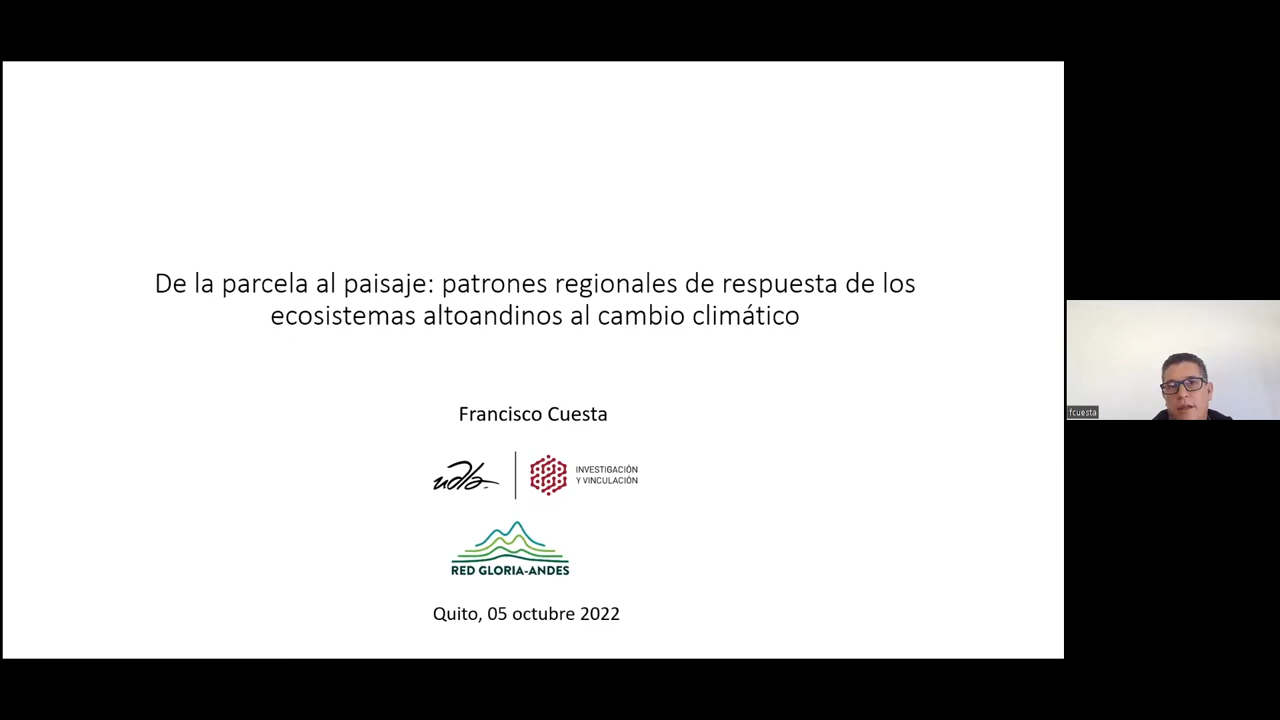 De la parcela al paisaje: patrones regionales de respuesta de los
ecosistemas altoandinos al cambio climático
Francisco Cuesta
udla.
INVESTIGACIÓN
Y VINCULACIÓN
RED GLORIA-ANDES
Quito, 05 octubre 2022
fcuesta